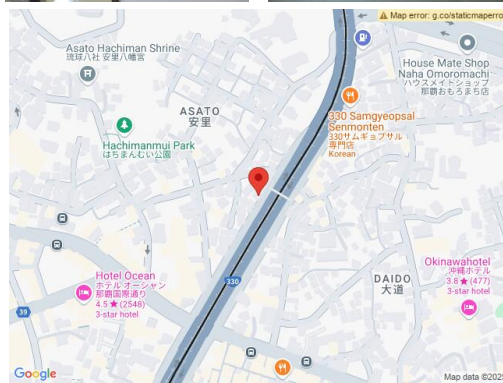 Map error: g.co/staticmaperro
Asato Hachiman Shrine
琉球八社 安里八幡宮
House Mate Shop
Naha Omoromachi
ハウスメイトショップ
那覇おもろまち店
ASATO
安里
Hachimanmui Park
はちまんむい公園
330 Samgyeopsal
Senmonten
330サムギョプサル
専門店
Korean
Hotel Ocean
ホテル オーシャン
那覇国際通り
4.5★(2548)
3-star hotel
330
39
DAIDO
大道
Okinawahotel
沖縄ホテル
3.8★(477)
3-star hotel
Google
Map data ©202